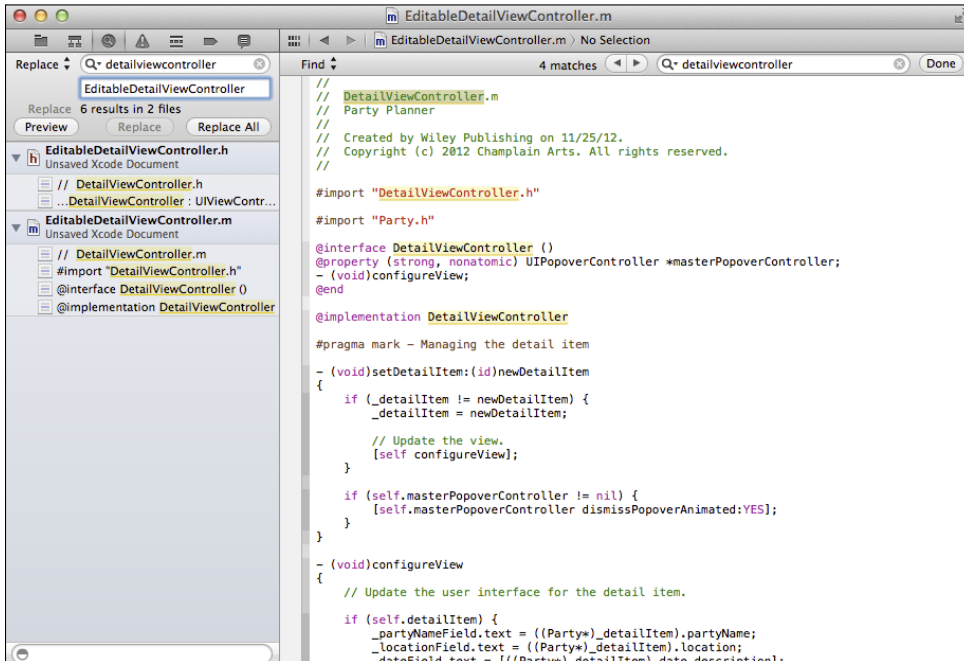 EditableDetailViewController.m
EditableDetailViewController.m 〉 No Selection
Replace detailviewcontroller
EditableDetailViewController
Replace 6 results in 2 files
Preview Replace Replace All
EditableDetailViewController.h
Unsaved Xcode Document
// DetailViewController.h
...DetailViewController : UIViewContr...
EditableDetailViewController.m
Unsaved Xcode Document
// DetailViewController.m
#import "DetailViewController.h"
@interface DetailViewController ()
@implementation DetailViewController
Find 4 matches detailviewcontroller Done
//
//  DetailViewController.m
//  Party Planner
//
//  Created by Wiley Publishing on 11/25/12.
//  Copyright (c) 2012 Champlain Arts. All rights reserved.
//
#import "DetailViewController.h"
#import "Party.h"
@interface DetailViewController ()
@property (strong, nonatomic) UIPopoverController *masterPopoverController;
- (void)configureView;
@end
@implementation DetailViewController
#pragma mark - Managing the detail item
- (void)setDetailItem:(id)newDetailItem
{
    if (_detailItem != newDetailItem) {
        _detailItem = newDetailItem;
        // Update the view.
        [self configureView];
    }
    if (self.masterPopoverController != nil) {
        [self.masterPopoverController dismissPopoverAnimated:YES];
    }
}
- (void)configureView
{
    // Update the user interface for the detail item.
    if (self.detailItem) {
        _partyNameField.text = ((Party*)_detailItem).partyName;
        _locationField.text = ((Party*)_detailItem).location;
        _dateField.text = [((Party*)_detailItem).date description];